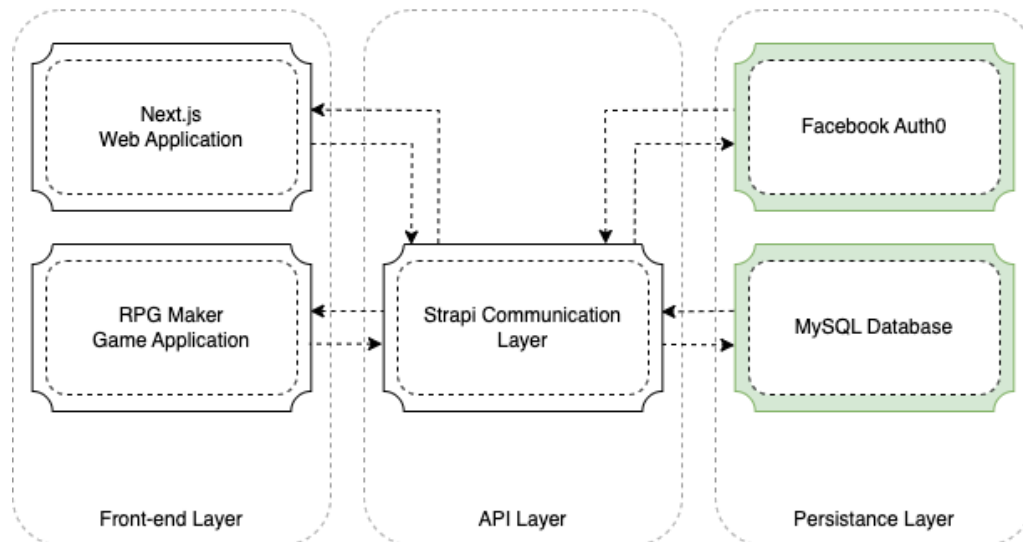 Next.js
Web Application
Facebook Auth0
RPG Maker
Game Application
Strapi Communication
Layer
MySQL Database
Front-end Layer
API Layer
Persistance Layer